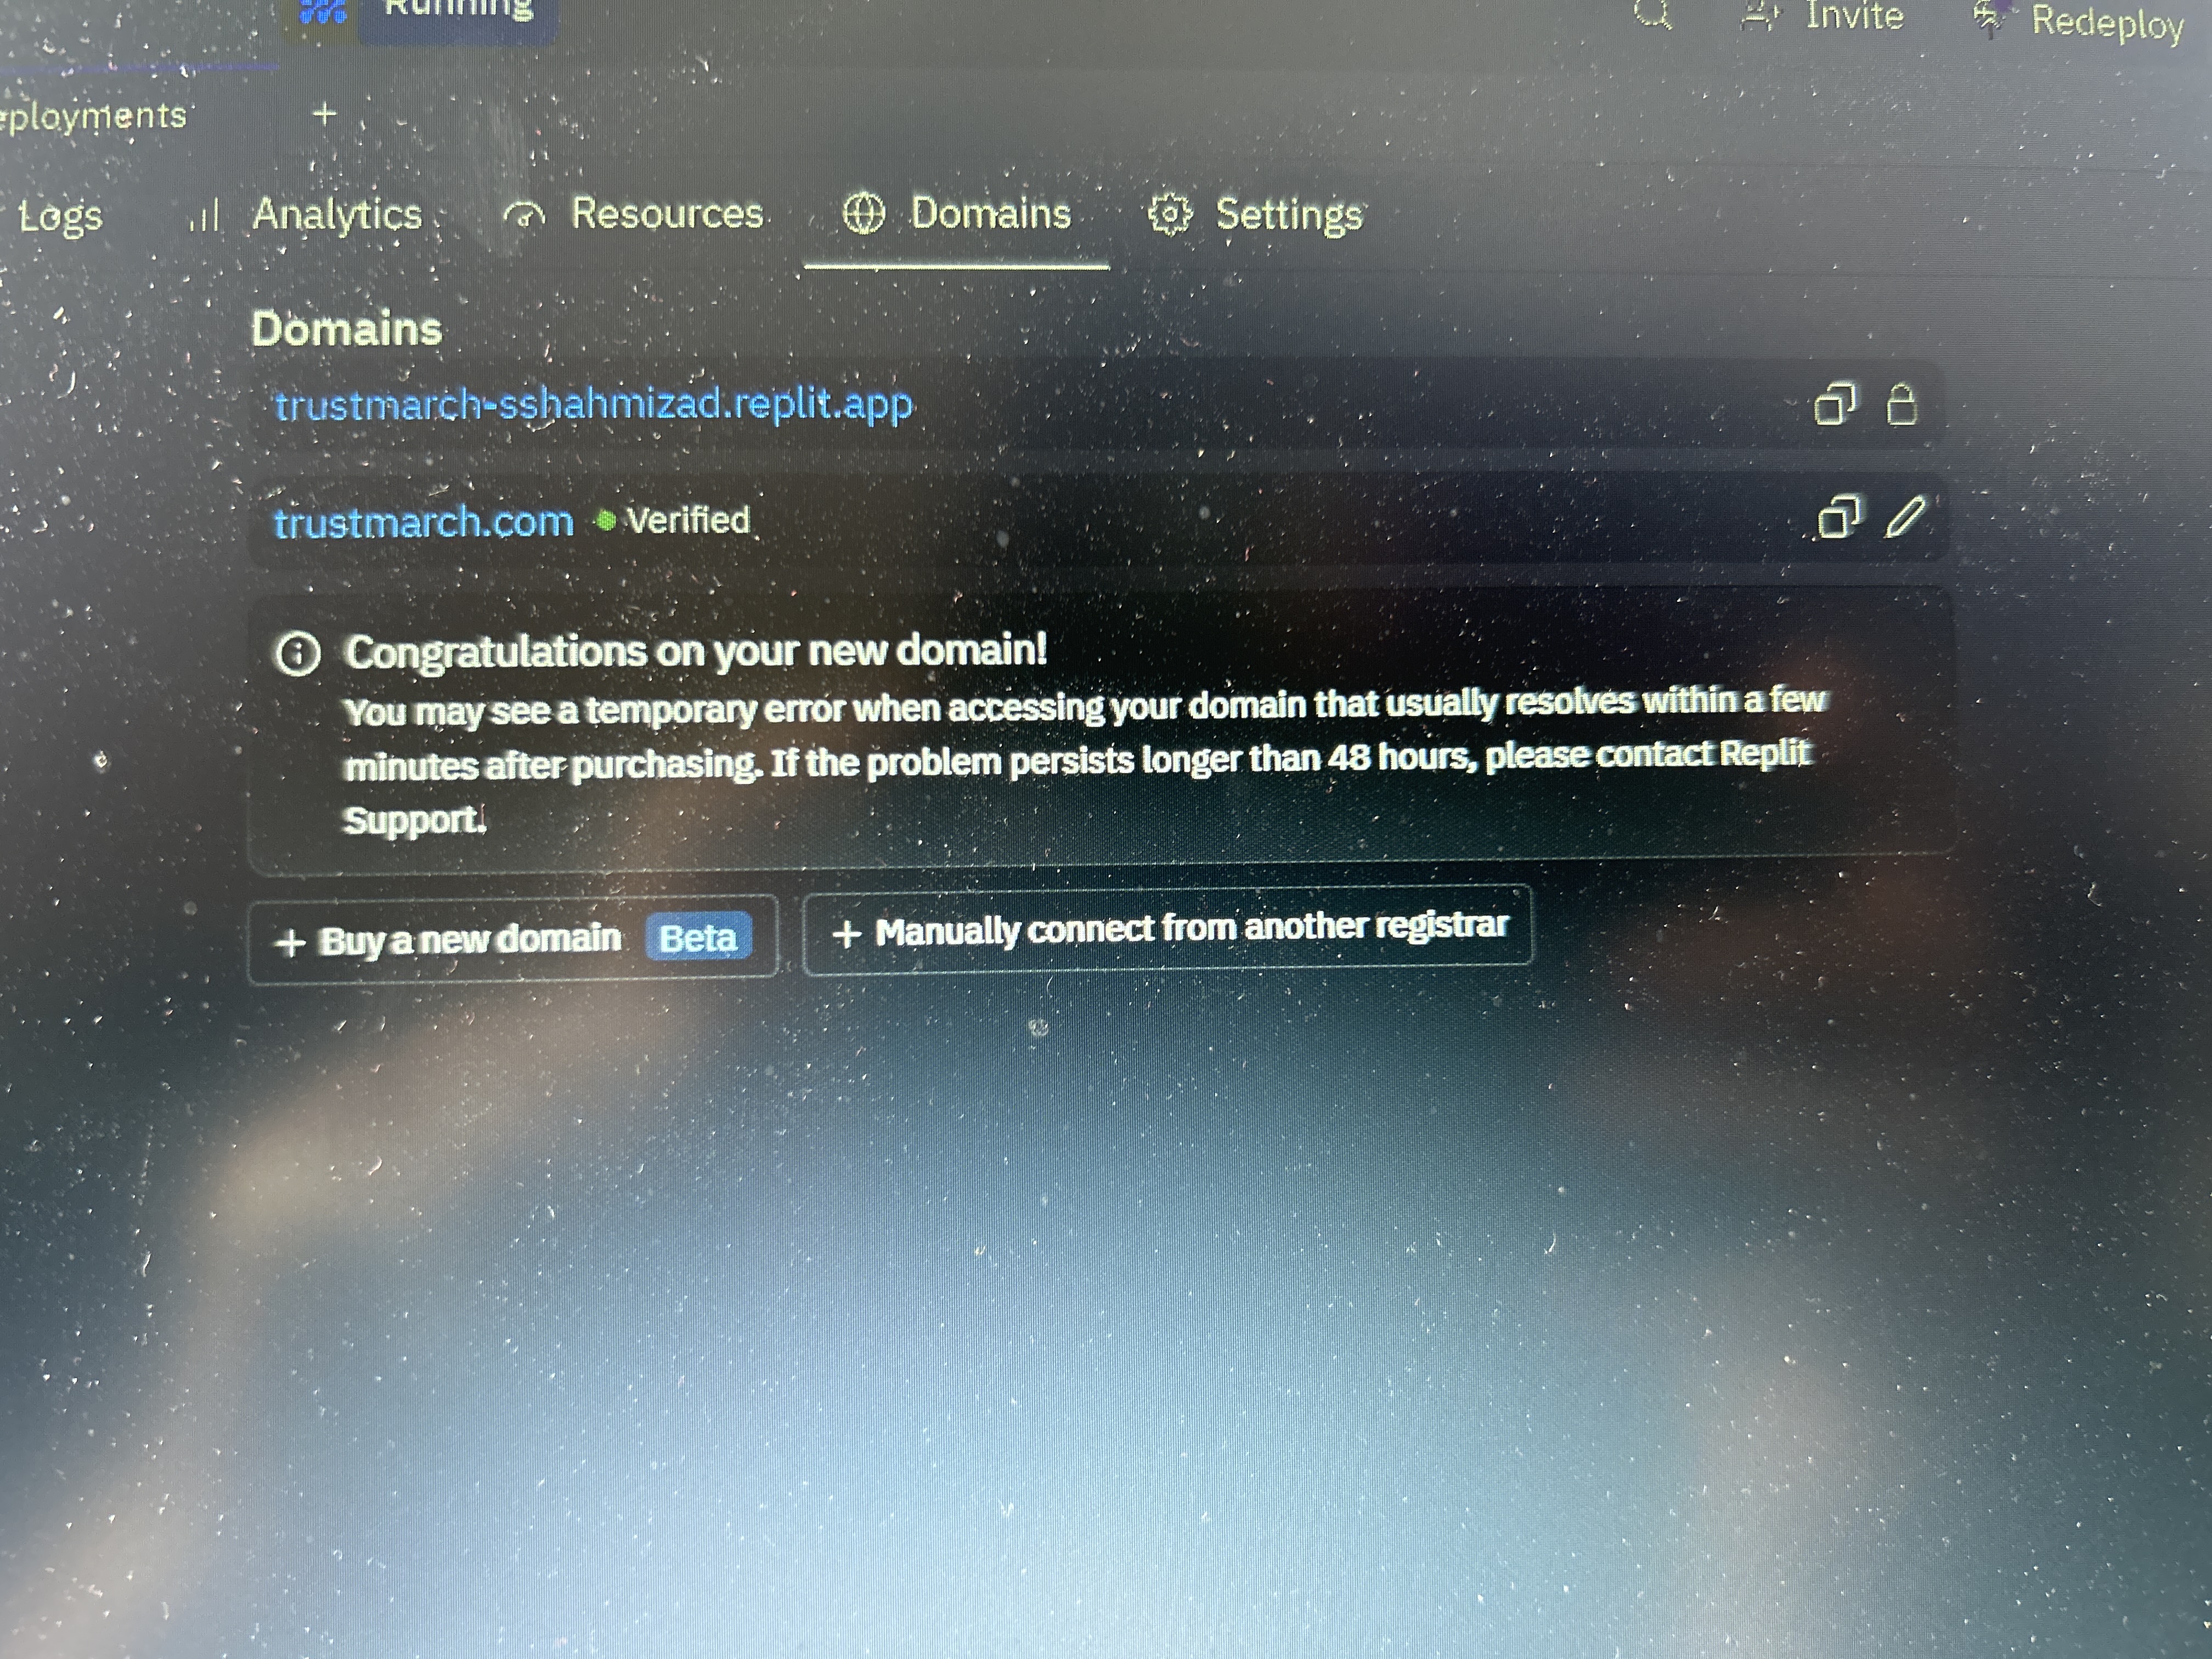 Running
Invite
Redeploy
eployments
+
Logs
Analytics
Resources
Domains
Settings
Domains
trustmarch-sshahmizad.replit.app
trustmarch.com Verified
Congratulations on your new domain!
You may see a temporary error when accessing your domain that usually resolves within a few
minutes after purchasing. If the problem persists longer than 48 hours, please contact Replit
Support.
+ Buy a new domain Beta
+ Manually connect from another registrar